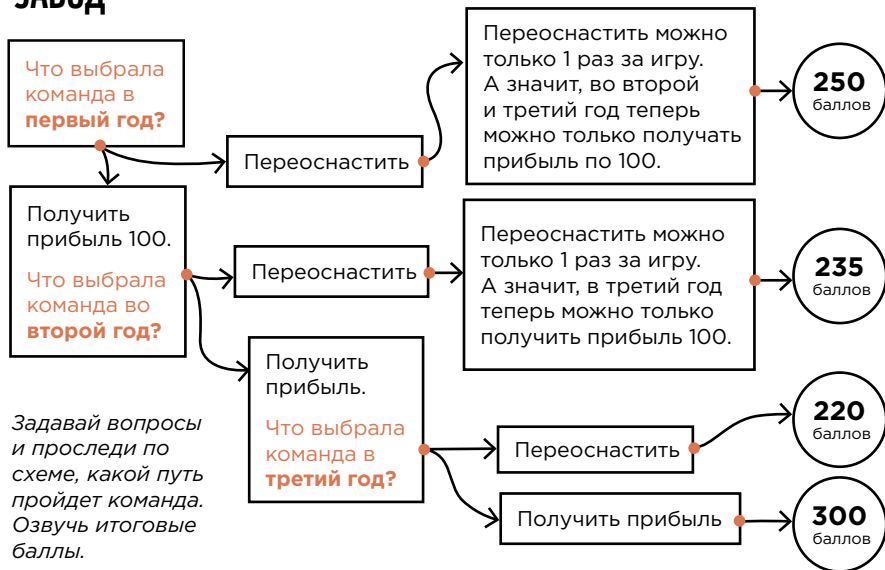 ЗАВОД
Что выбрала
команда в
первый год?
Переоснастить
Переоснастить можно
только 1 раз за игру.
А значит, во второй
и третий год теперь
можно только получать
прибыль по 100.
250
баллов
Получить
прибыль 100.
Что выбрала
команда во
второй год?
Переоснастить
Переоснастить можно
только 1 раз за игру.
А значит, в третий год
теперь можно только
получить прибыль 100.
235
баллов
Получить
прибыль.
Что выбрала
команда в
третий год?
Переоснастить
220
баллов
Получить прибыль
300
баллов
Задавай вопросы
и проследи по
схеме, какой путь
пройдет команда.
Озвучь итоговые
баллы.